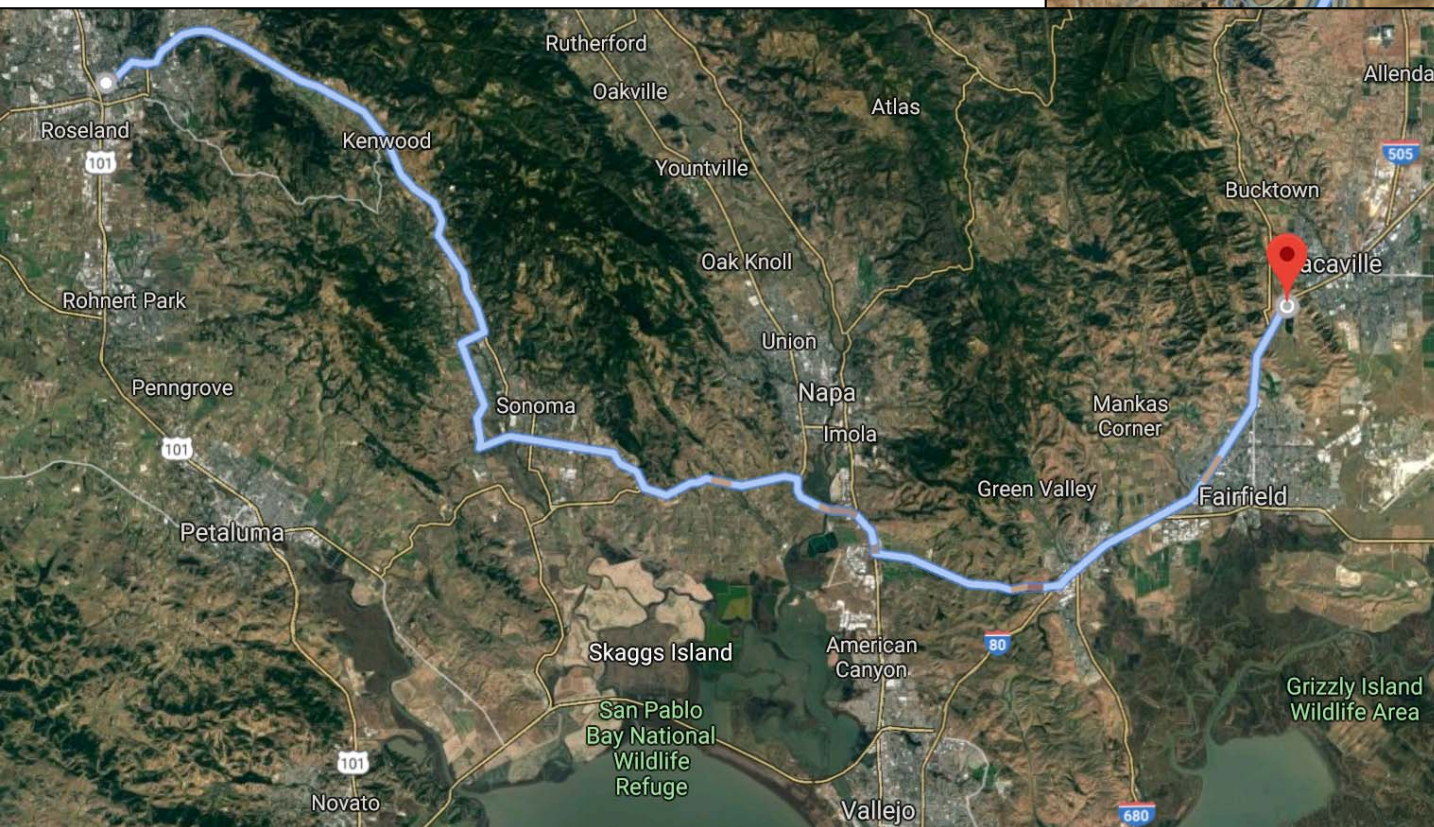 Rutherford
Allenda
Oakville
Atlas
Roseland
Kenwood
101
505
Yountville
Bucktown
Oak Knoll
acaville
Rohnert Park
Union
Penngrove
Napa
Sonoma
Mankas
Corner
Imola
101
Green Valley
Fairfield
Petaluma
80
American
Canyon
Skaggs Island
Grizzly Island
Wildlife Area
San Pablo
Bay National
Wildlife
Refuge
101
Novato
Vallejo
680